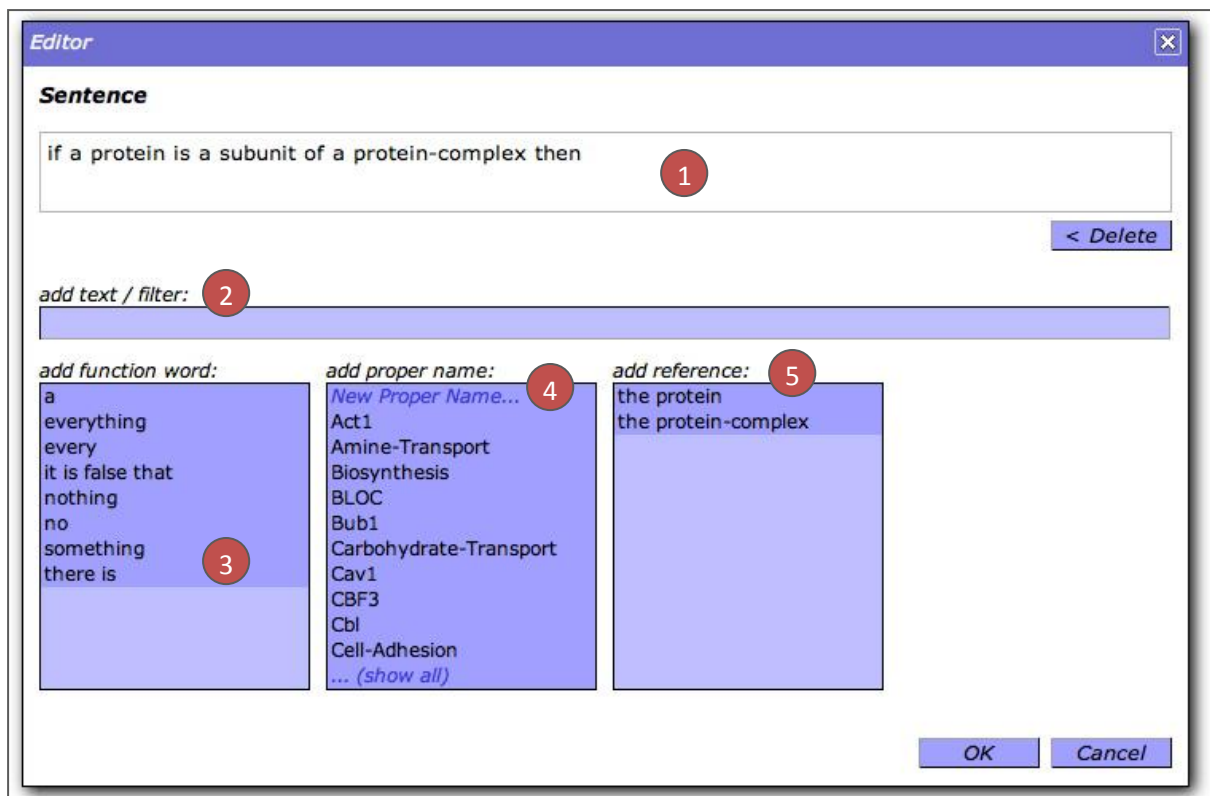 Editor
Sentence
if a protein is a subunit of a protein-complex then
1
< Delete
add text / filter:
2
add function word:
a
everything
every
it is false that
nothing
no
something
there is
3
add proper name:
4
New Proper Name...
Act1
Amine-Transport
Biosynthesis
BLOC
Bub1
Carbohydrate-Transport
Cav1
CBF3
Cbl
Cell-Adhesion
... (show all)
add reference:
5
the protein
the protein-complex
OK
Cancel